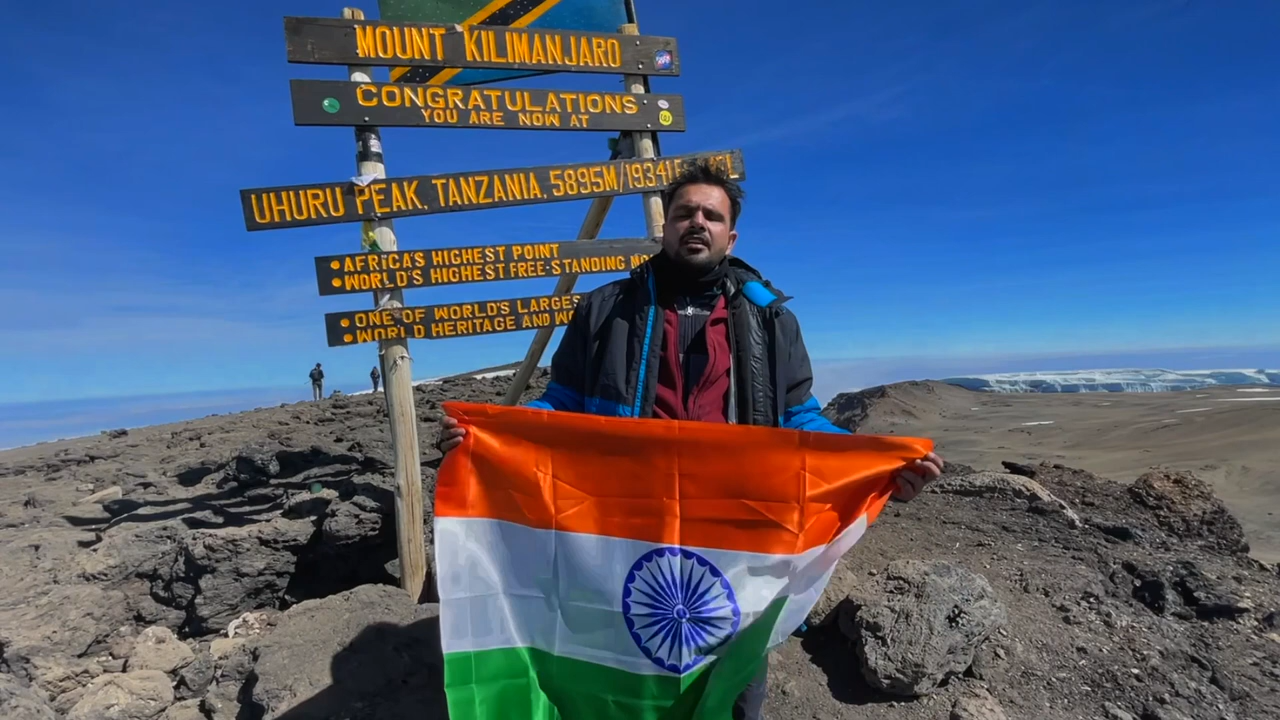 MOUNT KILIMANJARO
CONGRATULATIONS
YOU ARE NOW AT
UHURU PEAK, TANZANIA, 5895M/19341
• AFRICA'S HIGHEST POINT
• WORLD'S HIGHEST FREE-STANDING
• ONE OF WORLD'S
• WORLD HERITAGE AND